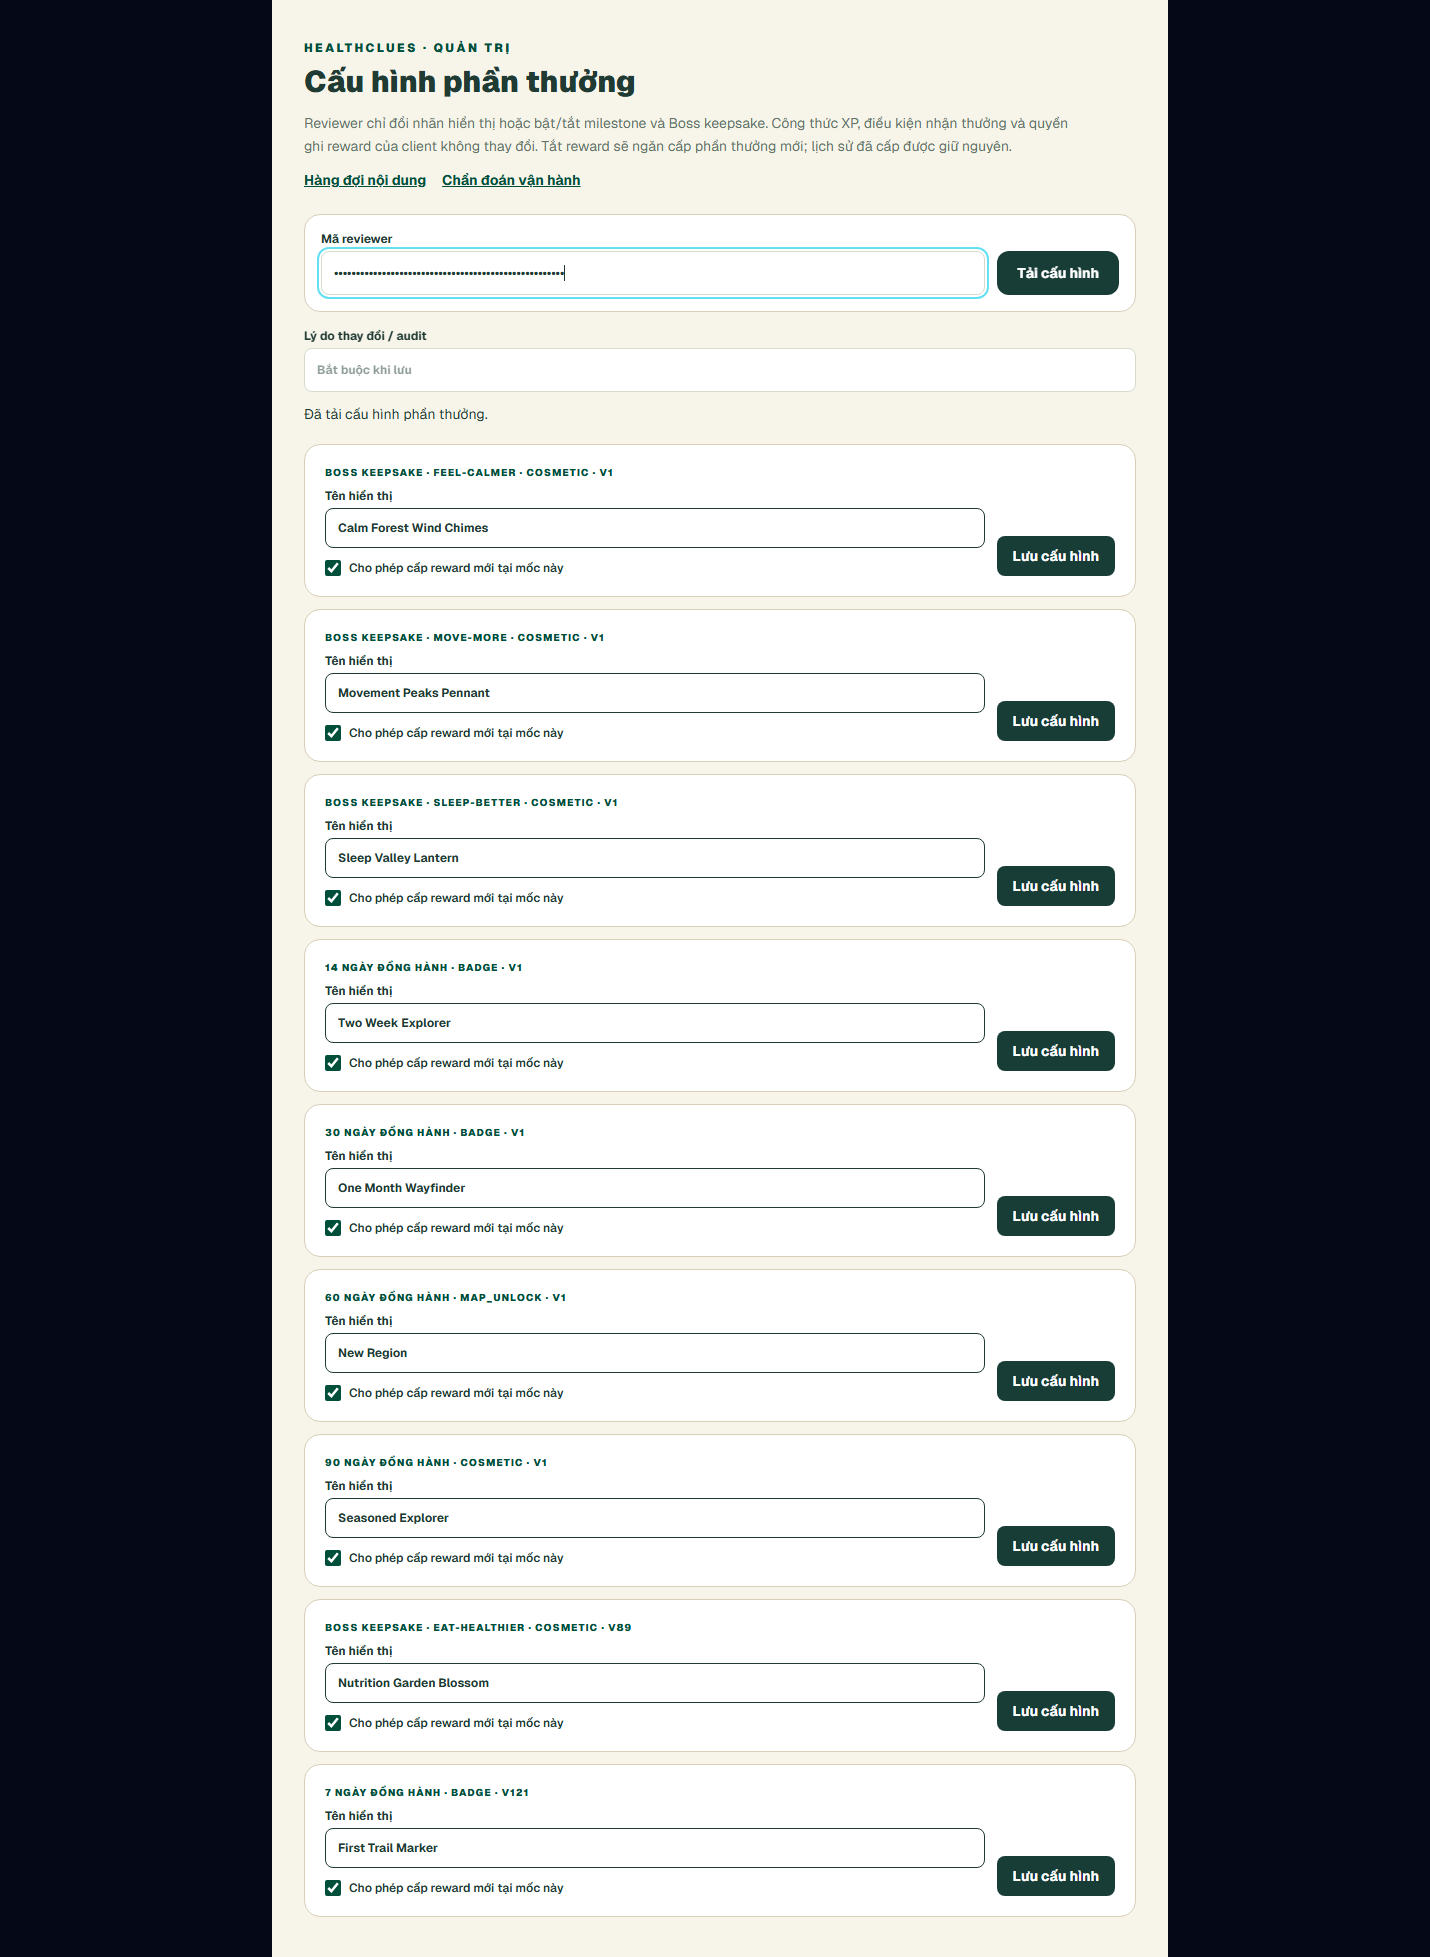 HEALTHCLUES · QUẢN TRỊ
Cấu hình phần thưởng
Reviewer chỉ đổi nhãn hiển thị hoặc bật/tắt milestone và Boss keepsake. Công thức XP, điều kiện nhận thưởng và quyền
ghi reward của client không thay đổi. Tắt reward sẽ ngăn cấp phần thưởng mới; lịch sử đã cấp được giữ nguyên.
Hàng đợi nội dung Chẩn đoán vận hành
Mã reviewer
Tải cấu hình
Lý do thay đổi / audit
Bắt buộc khi lưu
Đã tải cấu hình phần thưởng.
BOSS KEEPSAKE · FEEL-CALMER · COSMETIC · V1
Tên hiển thị
Calm Forest Wind Chimes
Lưu cấu hình
Cho phép cấp reward mới tại mốc này
BOSS KEEPSAKE · MOVE-MORE · COSMETIC · V1
Tên hiển thị
Movement Peaks Pennant
Lưu cấu hình
Cho phép cấp reward mới tại mốc này
BOSS KEEPSAKE · SLEEP-BETTER · COSMETIC · V1
Tên hiển thị
Sleep Valley Lantern
Lưu cấu hình
Cho phép cấp reward mới tại mốc này
14 NGÀY ĐỒNG HÀNH · BADGE · V1
Tên hiển thị
Two Week Explorer
Lưu cấu hình
Cho phép cấp reward mới tại mốc này
30 NGÀY ĐỒNG HÀNH · BADGE · V1
Tên hiển thị
One Month Wayfinder
Lưu cấu hình
Cho phép cấp reward mới tại mốc này
60 NGÀY ĐỒNG HÀNH · MAP_UNLOCK · V1
Tên hiển thị
New Region
Lưu cấu hình
Cho phép cấp reward mới tại mốc này
90 NGÀY ĐỒNG HÀNH · COSMETIC · V1
Tên hiển thị
Seasoned Explorer
Lưu cấu hình
Cho phép cấp reward mới tại mốc này
BOSS KEEPSAKE · EAT-HEALTHIER · COSMETIC · V89
Tên hiển thị
Nutrition Garden Blossom
Lưu cấu hình
Cho phép cấp reward mới tại mốc này
7 NGÀY ĐỒNG HÀNH · BADGE · V121
Tên hiển thị
First Trail Marker
Lưu cấu hình
Cho phép cấp reward mới tại mốc này